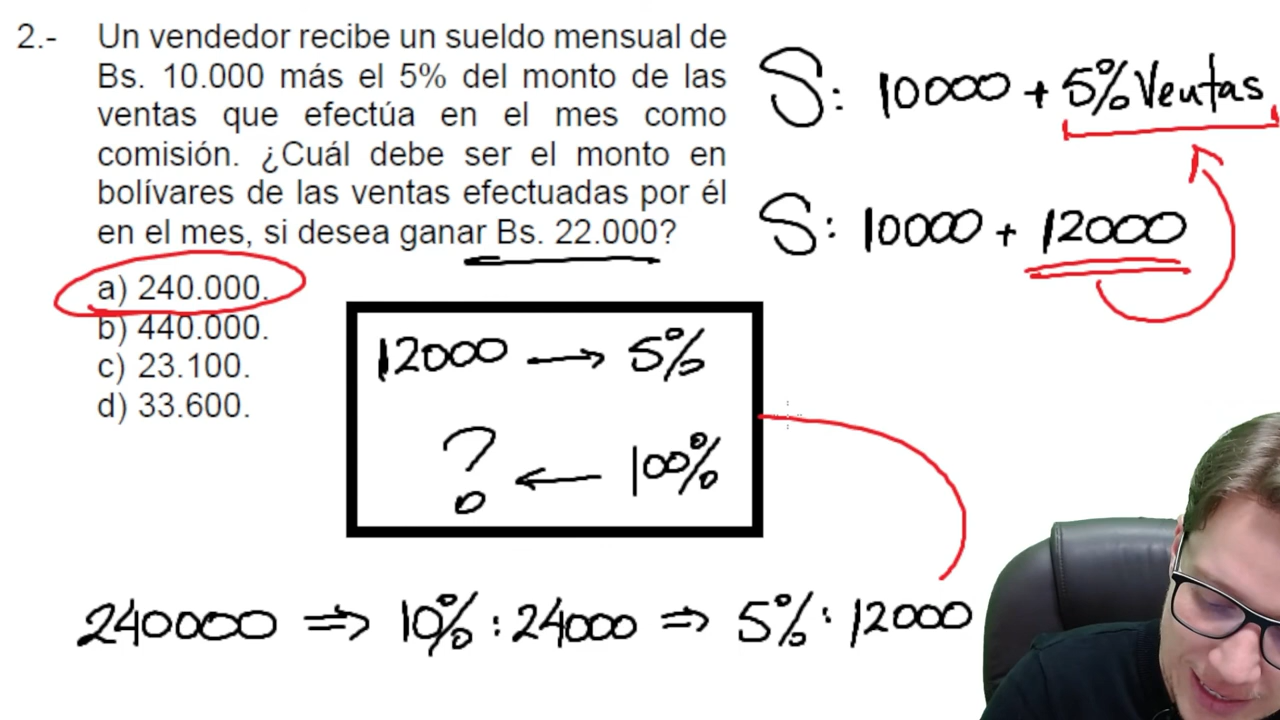 2.- Un vendedor recibe un sueldo mensual de
Bs. 10.000 más el 5% del monto de las
ventas que efectúa en el mes como
comisión. ¿Cuál debe ser el monto en
bolívares de las ventas efectuadas por él
en el mes, si desea ganar Bs. 22.000?
a) 240.000.
b) 440.000.
c) 23.100.
d) 33.600.
S: 10000 + 5% Ventas
S: 10000 + 12000
12000 → 5%
? ← 100%
240000 ⇒ 10% : 24000 ⇒ 5% : 12000